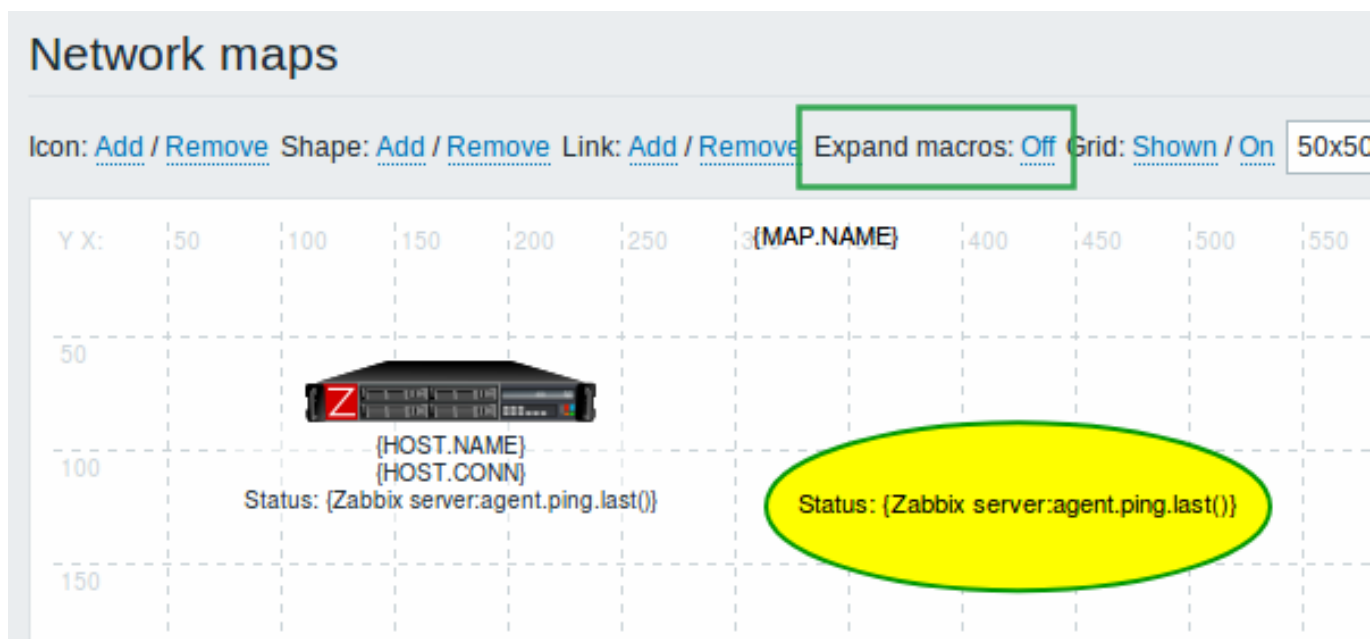 Network maps
Icon: Add / Remove Shape: Add / Remove Link: Add / Remove Expand macros: Off Grid: Shown / On 50x50
Y X: 50 100 150 200 250 {MAP.NAME} 400 450 500 550
50
Z
{HOST.NAME}
100
{HOST.CONN}
Status: {Zabbix server:agent.ping.last()}
Status: {Zabbix server:agent.ping.last()}
150